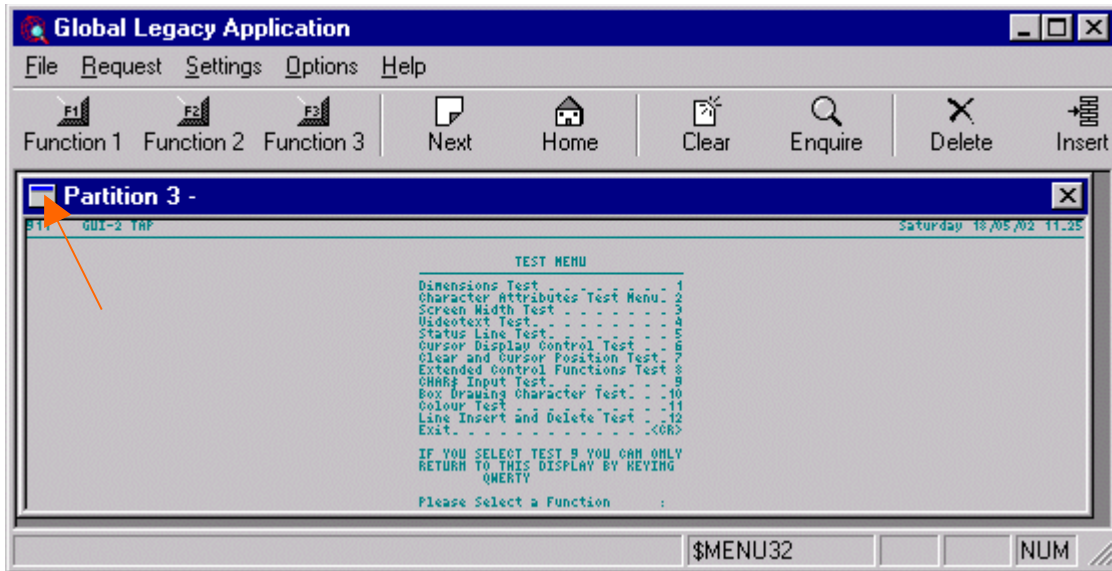 Global Legacy Application
File Request Settings Options Help
F1 F2 F3
Function 1 Function 2 Function 3 Next Home Clear Enquire Delete Insert
Partition 3 -
GUI-2 TAP Saturday 18/05/02 11.25
TEST MENU
Dimensions Test . . . . . . . . 1
Character Attributes Test Menu. 2
Screen Width Test . . . . . . . 3
Videotext Test. . . . . . . . . 4
Status Line Test. . . . . . . . 5
Cursor Display Control Test . . 6
Clear and Cursor Position Test. 7
Extended Control Functions Test 8
CHAR$ Input Test. . . . . . . . 9
Box Drawing Character Test. . .10
Colour Test . . . . . . . . . .11
Line Insert and Delete Test . .12
Exit. . . . . . . . . . . . .<CR>
IF YOU SELECT TEST 9 YOU CAN ONLY
RETURN TO THIS DISPLAY BY KEYING
QWERTY
Please Select a Function :
$MENU32 NUM